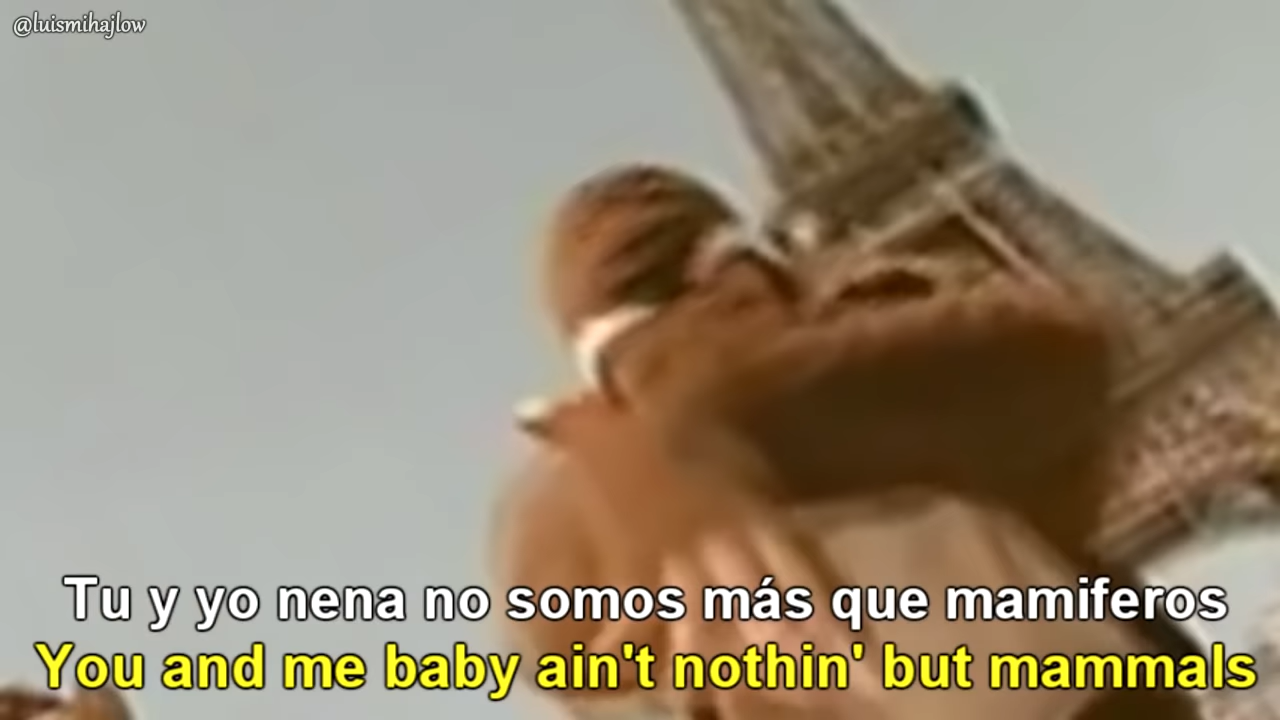 @luismihajlow
Tu y yo nena no somos más que mamiferos
You and me baby ain't nothin' but mammals